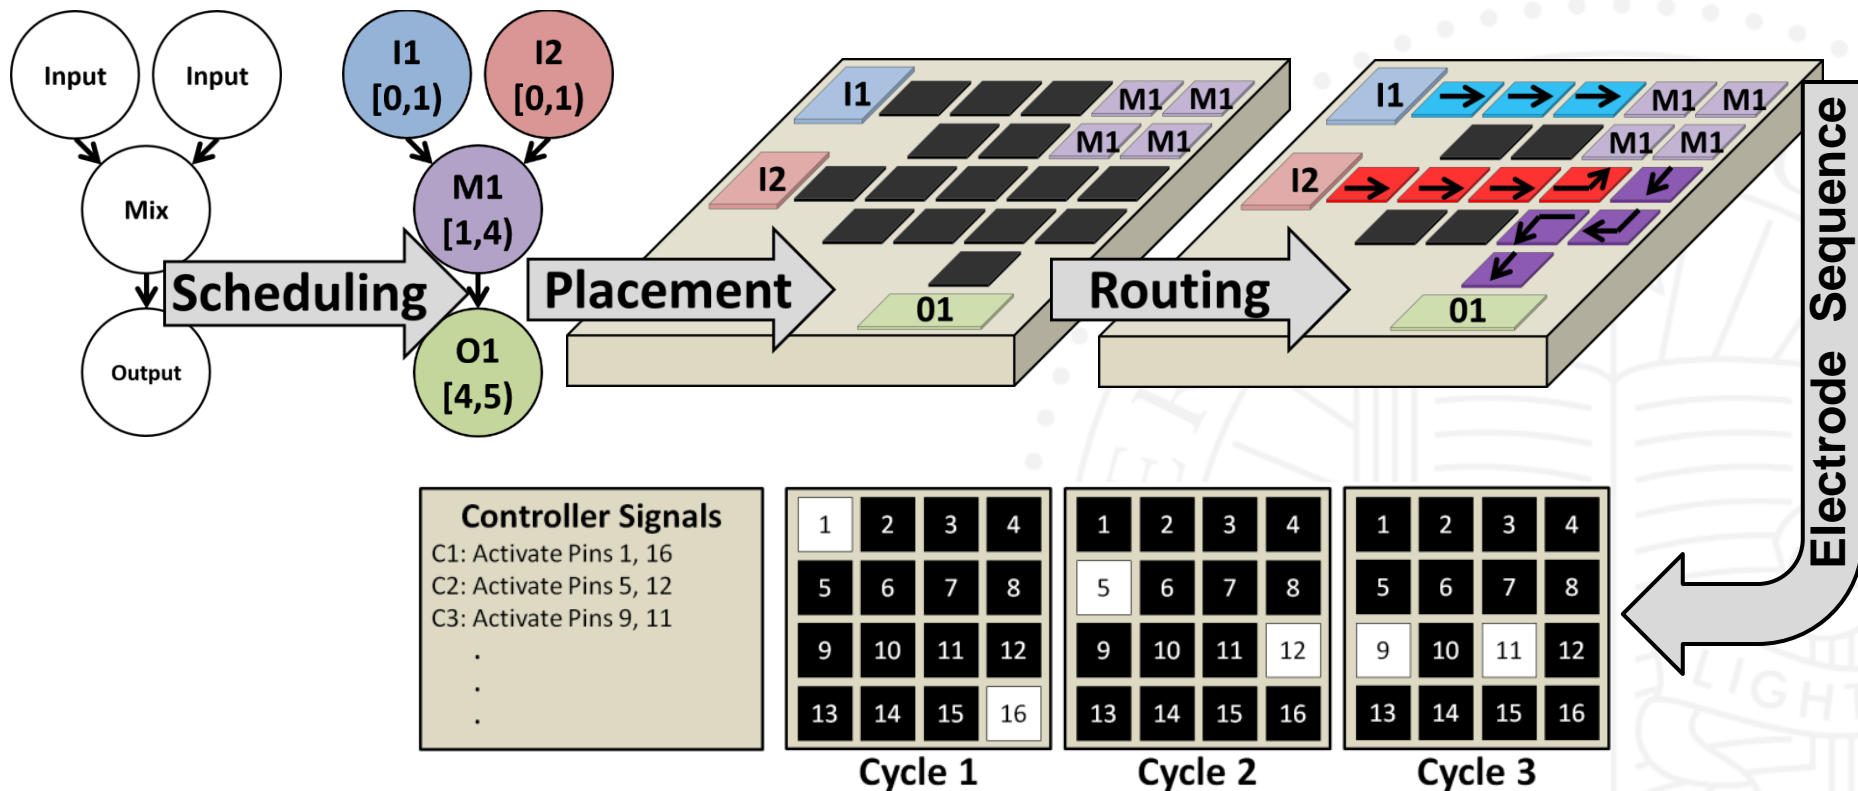 Input
Input
Mix
Output
Scheduling
I1
[0,1)
I2
[0,1)
M1
[1,4)
O1
[4,5)
Placement
I1
M1
M1
M1
M1
I2
01
Routing
I1
M1
M1
M1
M1
I2
01
Electrode Sequence
Controller Signals
C1: Activate Pins 1, 16
C2: Activate Pins 5, 12
C3: Activate Pins 9, 11
.
.
.
1 2 3 4
5 6 7 8
9 10 11 12
13 14 15 16
Cycle 1
1 2 3 4
5 6 7 8
9 10 11 12
13 14 15 16
Cycle 2
1 2 3 4
5 6 7 8
9 10 11 12
13 14 15 16
Cycle 3
LIGHT